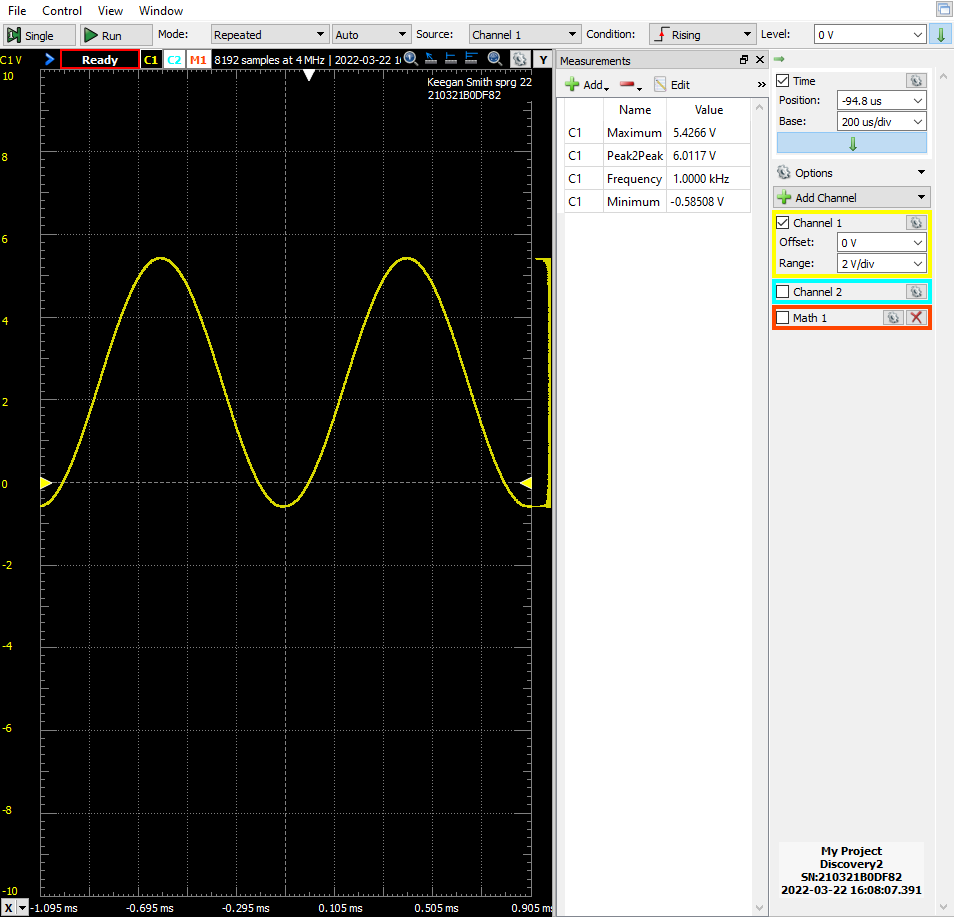 File Control View Window
Single Run Mode: Repeated Auto Source: Channel 1 Condition: Rising Level: 0 V
C1 V Ready C1 C2 M1 8192 samples at 4 MHz | 2022-03-22 1 Y
Keegan Smith sprg 22
210321B0DF82
10
8
6
4
2
0
-2
-4
-6
-8
-10
X -1.095 ms -0.695 ms -0.295 ms 0.105 ms 0.505 ms 0.905 ms
Measurements
Add Edit »
Name Value
C1 Maximum 5.4266 V
C1 Peak2Peak 6.0117 V
C1 Frequency 1.0000 kHz
C1 Minimum -0.58508 V
Time
Position: -94.8 us
Base: 200 us/div
Options
Add Channel
Channel 1
Offset: 0 V
Range: 2 V/div
Channel 2
Math 1
My Project
Discovery2
SN:210321B0DF82
2022-03-22 16:08:07.391